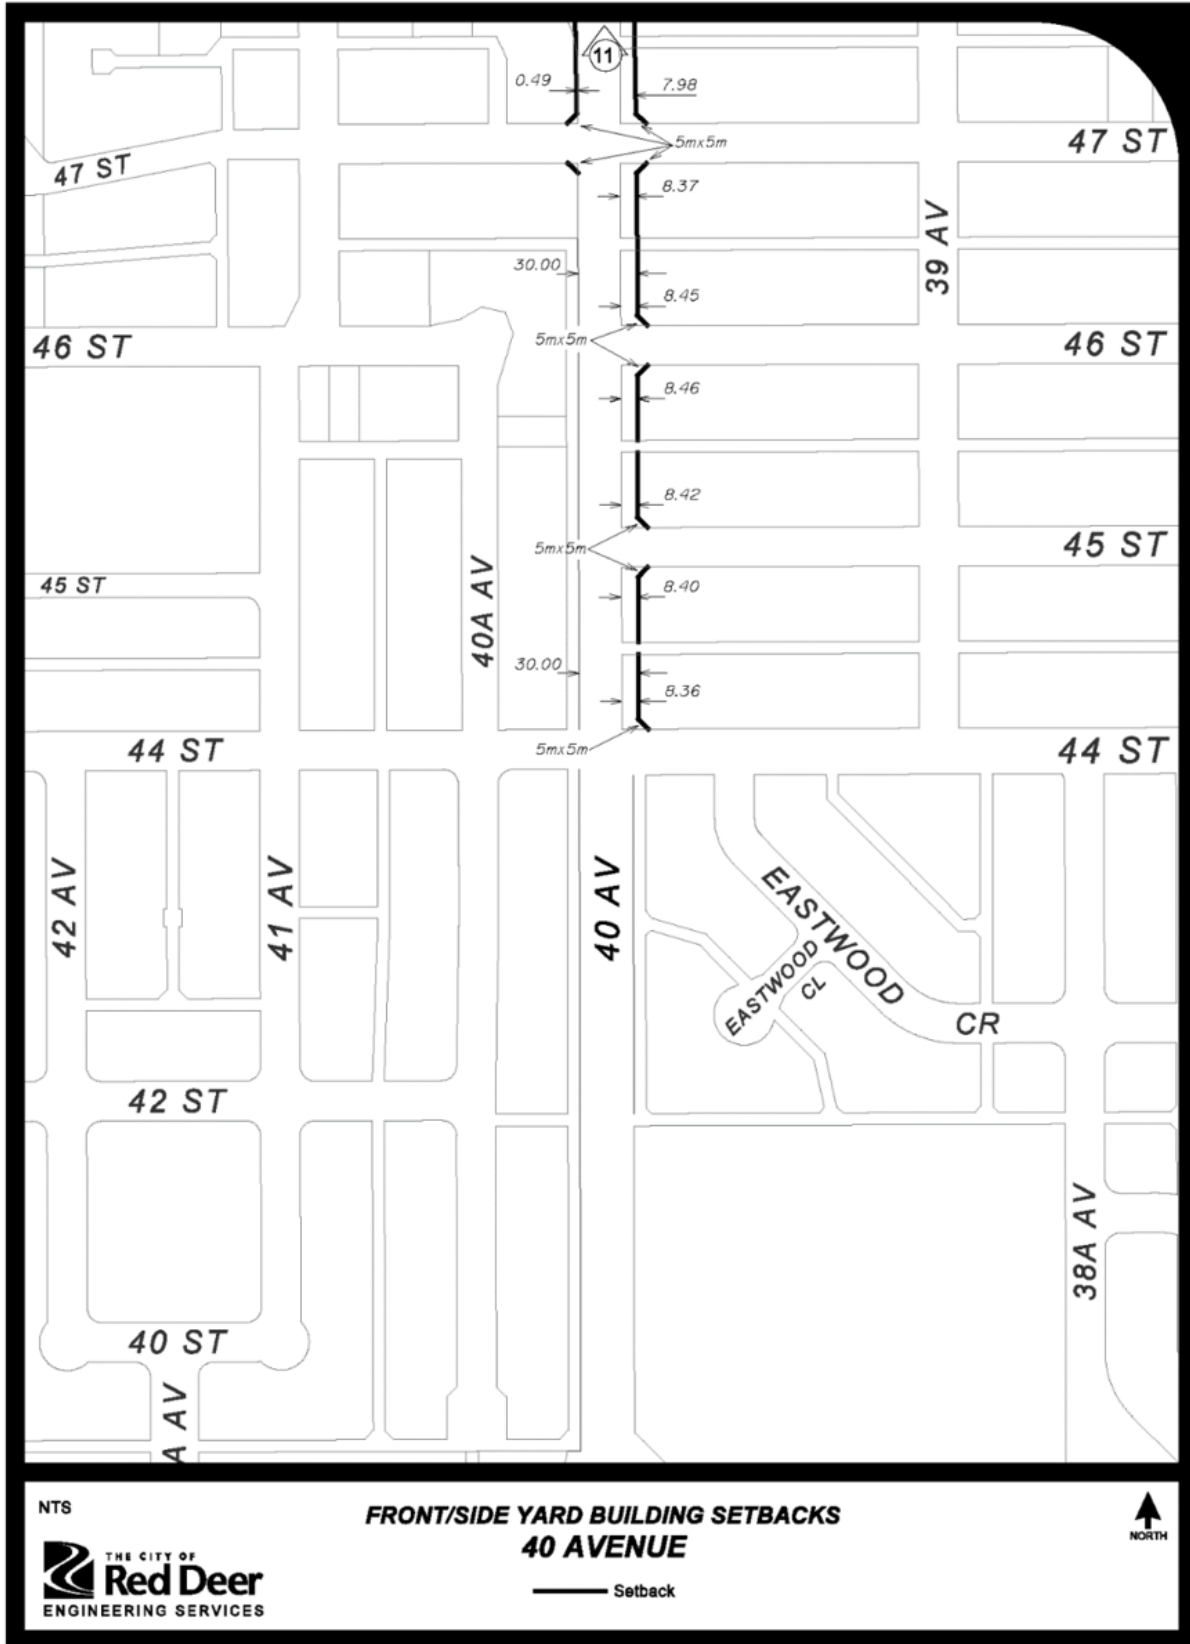 11
0.49
7.98
5mx5m
47 ST
47 ST
8.37
39 AV
30.00
8.45
46 ST
5mx5m
46 ST
8.46
8.42
5mx5m
45 ST
45 ST
40A AV
8.40
30.00
8.36
44 ST
5mx5m
44 ST
42 AV
41 AV
40 AV
EASTWOOD
EASTWOOD
CL
CR
42 ST
38A AV
40 ST
A AV
NTS
FRONT/SIDE YARD BUILDING SETBACKS
40 AVENUE
NORTH
THE CITY OF
Red Deer
ENGINEERING SERVICES
Setback